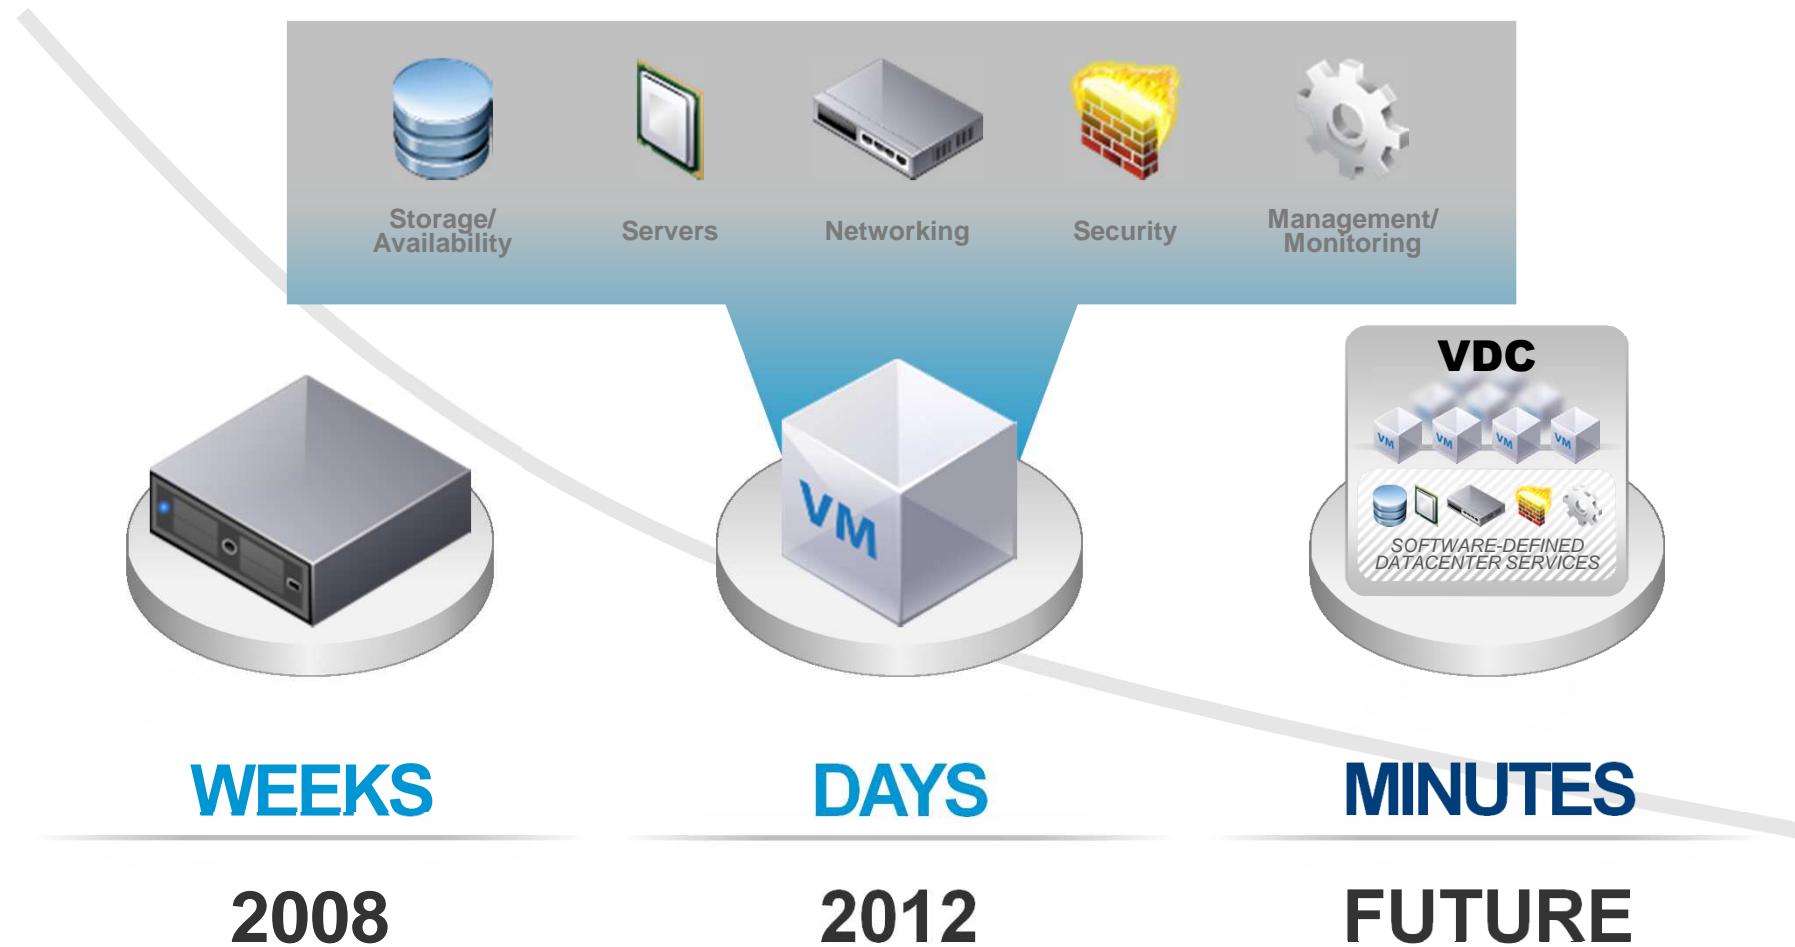 Storage/
Availability
Servers
Networking
Security
Management/
Monitoring
VDC
VM
VM VM VM VM
SOFTWARE-DEFINED
DATACENTER SERVICES
WEEKS
DAYS
MINUTES
2008
2012
FUTURE